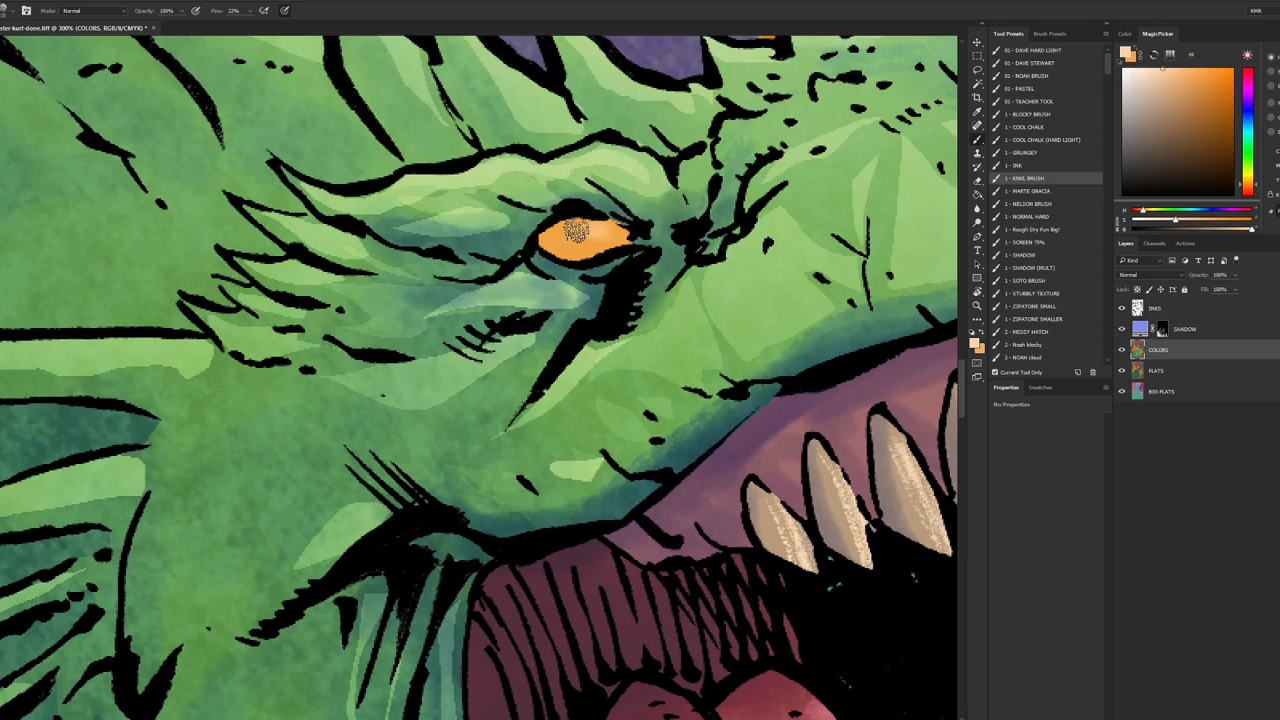 Mode: Normal Opacity: 100% Flow: 22% KMR
ster-kurt-done.tiff @ 300% (COLORS, RGB/8/CMYK) *
Tool Presets Brush Presets
01 - DAVE HARD LIGHT
01 - DAVE STEWART
01 - NOAH BRUSH
01 - PASTEL
01 - TEACHER TOOL
1 - BLOCKY BRUSH
1 - COOL CHALK
1 - COOL CHALK (HARD LIGHT)
1 - GRUNGEY
1 - INK
1 - KNKL BRUSH
1 - MARTE GRACIA
1 - NELSON BRUSH
1 - NORMAL HARD
1 - Rough Dry Fun Big!
1 - SCREEN 75%
1 - SHADOW
1 - SHADOW (MULT)
1 - SOTO BRUSH
1 - STUBBLY TEXTURE
1 - ZIPATONE SMALL
1 - ZIPATONE SMALLER
2 - MESSY HATCH
2 - Noah blocky
2 - NOAH cloud
Current Tool Only
Properties Swatches
No Properties
Color MagicPicker
H
S
B
Layers Channels Actions
Kind
Normal Opacity: 100%
Lock: Fill: 100%
INKS
SHADOW
COLORS
FLATS
BIG FLATS